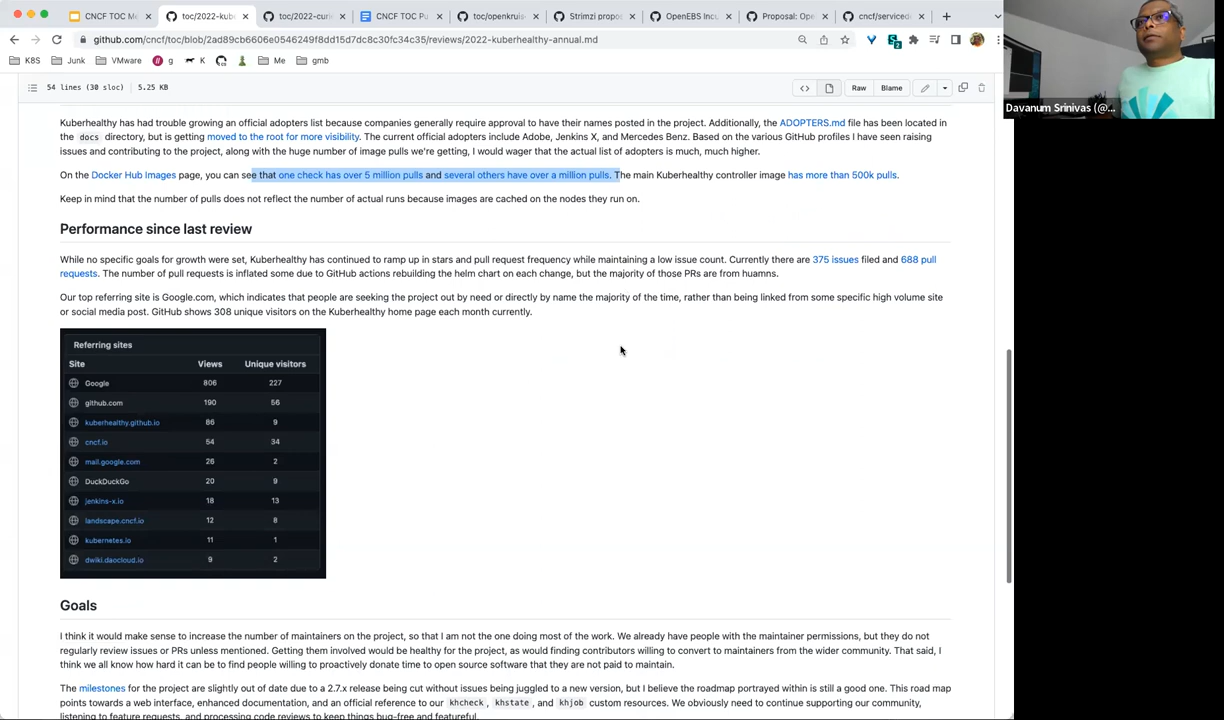 CNCF TOC Me
toc/2022-kube
toc/2022-curie
CNCF TOC Pu
toc/openkruis
Strimzi propo
OpenEBS Incu
Proposal: Ope
cncf/serviced
github.com/cncf/toc/blob/2ad89cb6606e0546249f8dd15d7dc8c30fc34c35/reviews/2022-kuberhealthy-annual.md
K8S
Junk
VMware
g
K
Me
gmb
54 lines (30 sloc)
5.25 KB
Raw
Blame
Davanum Srinivas (@...
Kuberhealthy has had trouble growing an official adopters list because companies generally require approval to have their names posted in the project. Additionally, the ADOPTERS.md file has been located in
the docs directory, but is getting moved to the root for more visibility. The current official adopters include Adobe, Jenkins X, and Mercedes Benz. Based on the various GitHub profiles I have seen raising
issues and contributing to the project, along with the huge number of image pulls we're getting, I would wager that the actual list of adopters is much, much higher.
On the Docker Hub Images page, you can see that one check has over 5 million pulls and several others have over a million pulls. The main Kuberhealthy controller image has more than 500k pulls.
Keep in mind that the number of pulls does not reflect the number of actual runs because images are cached on the nodes they run on.
Performance since last review
While no specific goals for growth were set, Kuberhealthy has continued to ramp up in stars and pull request frequency while maintaining a low issue count. Currently there are 375 issues filed and 688 pull
requests. The number of pull requests is inflated some due to GitHub actions rebuilding the helm chart on each change, but the majority of those PRs are from huamns.
Our top referring site is Google.com, which indicates that people are seeking the project out by need or directly by name the majority of the time, rather than being linked from some specific high volume site
or social media post. GitHub shows 308 unique visitors on the Kuberhealthy home page each month currently.
Referring sites
Site Views Unique visitors
Google 806 227
github.com 190 56
kuberhealthy.github.io 86 9
cncf.io 54 34
mail.google.com 26 2
DuckDuckGo 20 9
jenkins-x.io 18 13
landscape.cncf.io 12 8
kubernetes.io 11 1
dwiki.daocloud.io 9 2
Goals
I think it would make sense to increase the number of maintainers on the project, so that I am not the one doing most of the work. We already have people with the maintainer permissions, but they do not
regularly review issues or PRs unless mentioned. Getting them involved would be healthy for the project, as would finding contributors willing to convert to maintainers from the wider community. That said, I
think we all know how hard it can be to find people willing to proactively donate time to open source software that they are not paid to maintain.
The milestones for the project are slightly out of date due to a 2.7.x release being cut without issues being juggled to a new version, but I believe the roadmap portrayed within is still a good one. This road map
points towards a web interface, enhanced documentation, and an official reference to our khcheck, khstate, and khjob custom resources. We obviously need to continue supporting our community,
listening to feature requests, and processing code reviews to keep things bug-free and featureful.